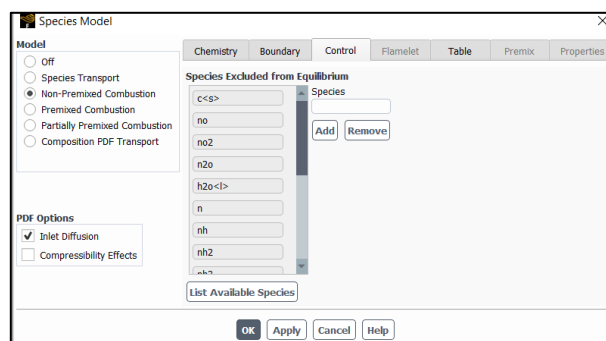 Species Model
Model
Off
Species Transport
Non-Premixed Combustion
Premixed Combustion
Partially Premixed Combustion
Composition PDF Transport
PDF Options
Inlet Diffusion
Compressibility Effects
Chemistry Boundary Control Flamelet Table Premix Properties
Species Excluded from Equilibrium
c<s>
no
no2
n2o
h2o<l>
n
nh
nh2
Species
Add Remove
List Available Species
OK Apply Cancel Help